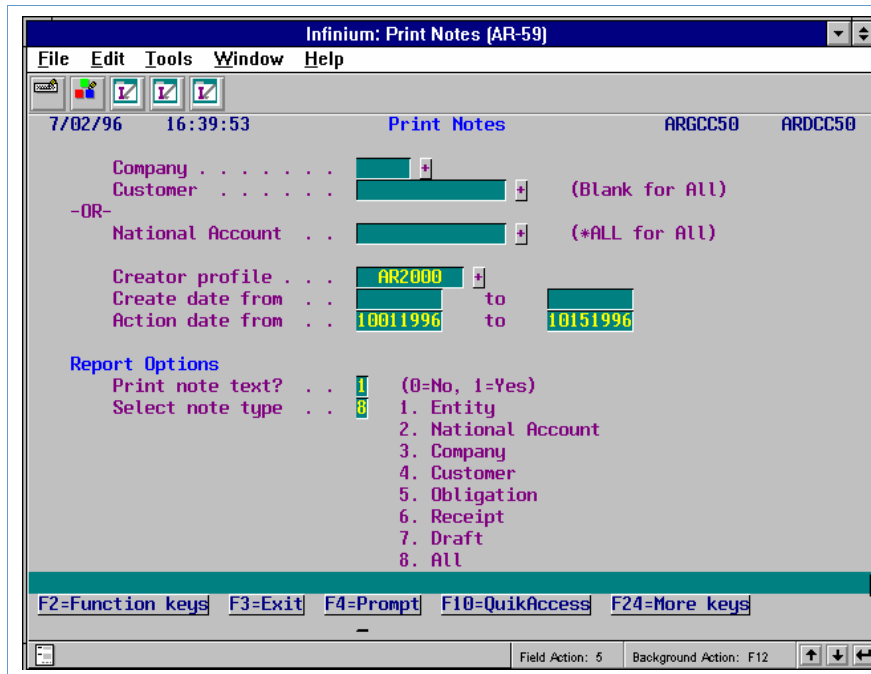 Infinium: Print Notes (AR-59)
File Edit Tools Window Help
7/02/96 16:39:53 Print Notes ARGCC50 ARDCC50
Company . . . . . . . +
Customer . . . . . . + (Blank for All)
-OR-
National Account . . + (*ALL for All)
Creator profile . . . AR2000 +
Create date from . . to
Action date from . . 10011996 to 10151996
Report Options
Print note text? . . 1 (0=No, 1=Yes)
Select note type . . 8 1. Entity
2. National Account
3. Company
4. Customer
5. Obligation
6. Receipt
7. Draft
8. All
F2=Function keys F3=Exit F4=Prompt F10=QuikAccess F24=More keys
Field Action: 5 Background Action: F12